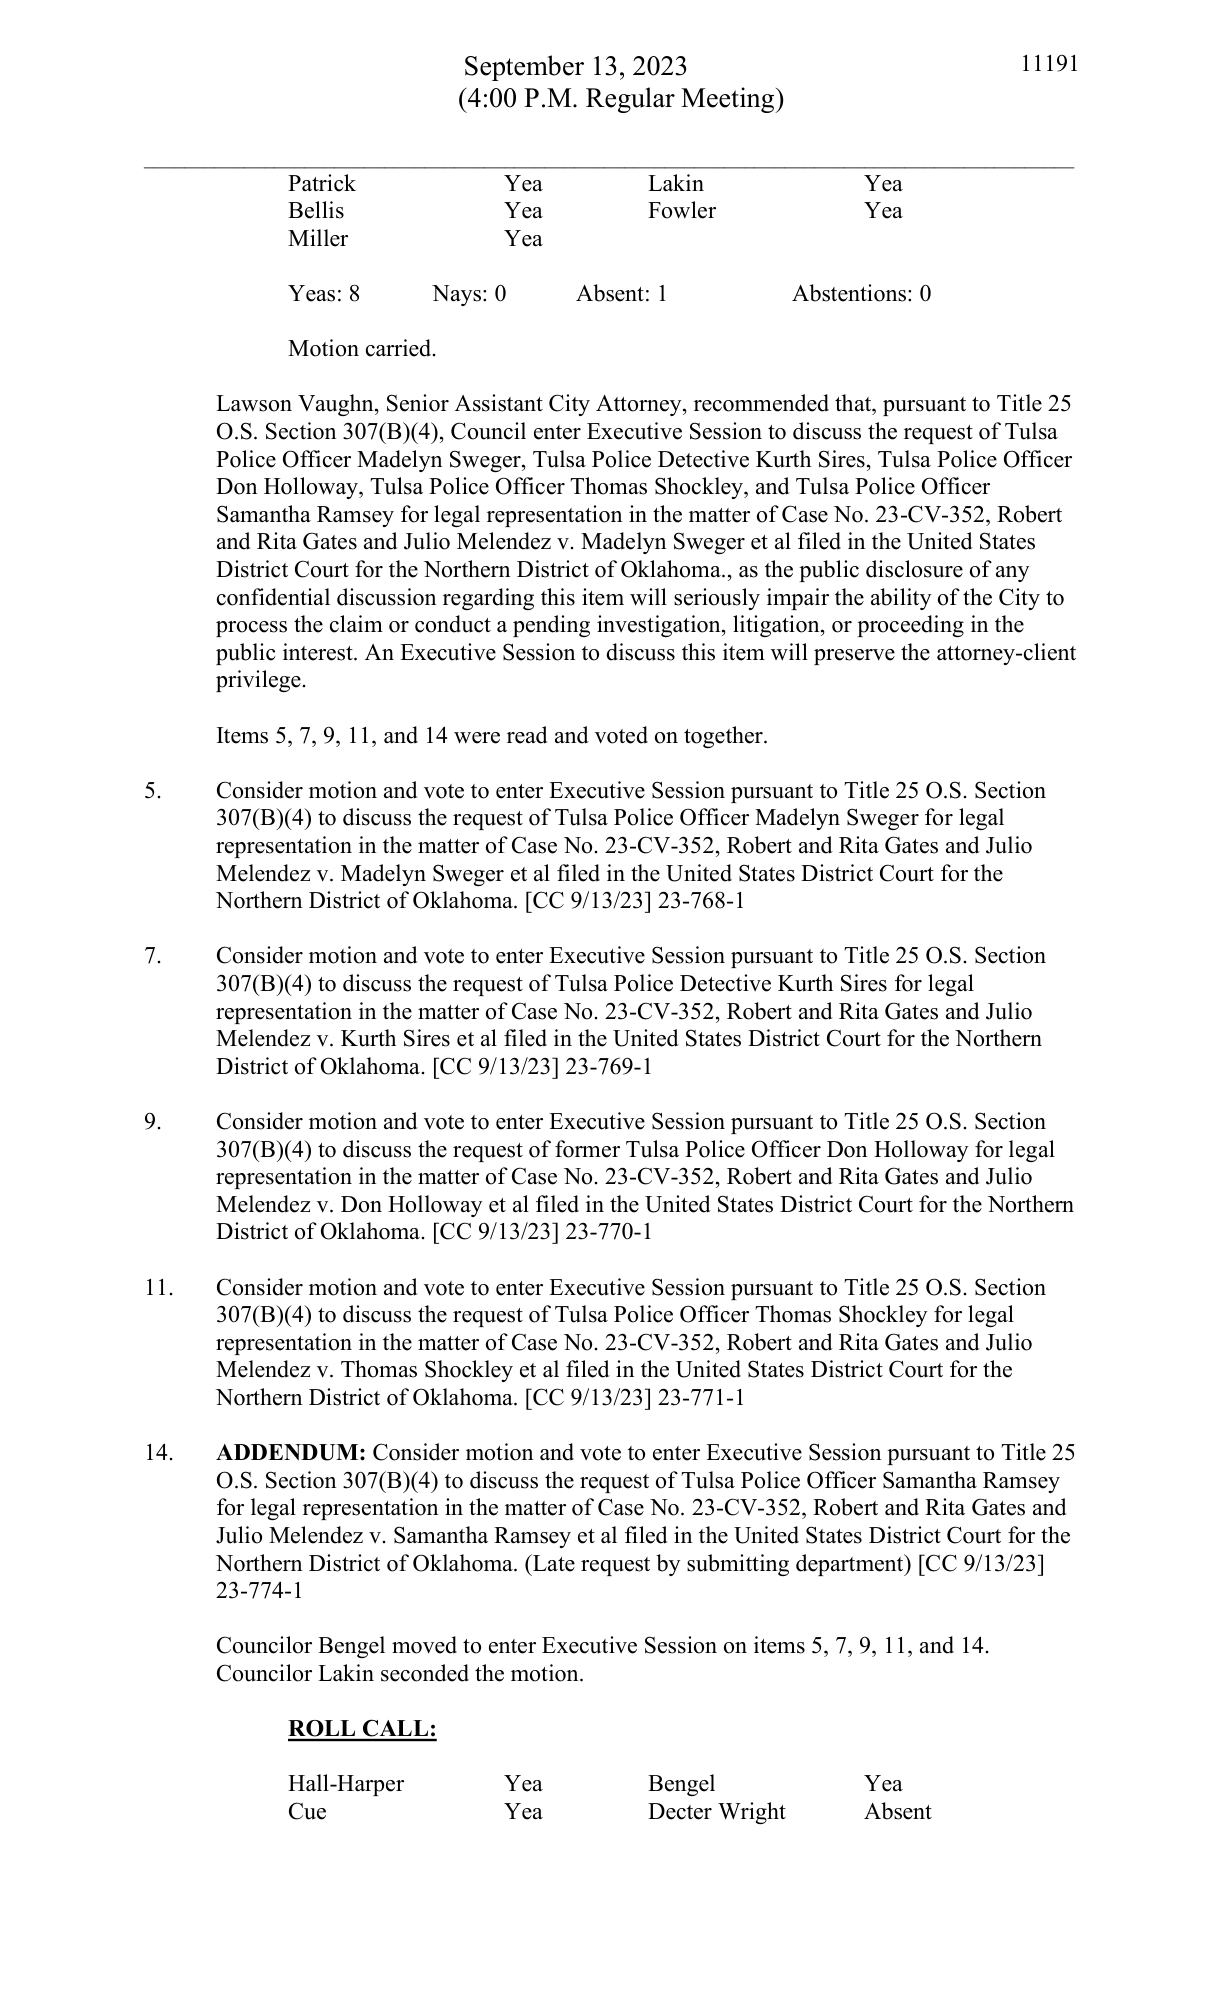 September 13, 2023 11191
(4:00 P.M. Regular Meeting)
Patrick Yea Lakin Yea
Bellis Yea Fowler Yea
Miller Yea
Yeas: 8 Nays: 0 Absent: 1 Abstentions: 0
Motion carried.
Lawson Vaughn, Senior Assistant City Attorney, recommended that, pursuant to Title 25
O.S. Section 307(B)(4), Council enter Executive Session to discuss the request of Tulsa
Police Officer Madelyn Sweger, Tulsa Police Detective Kurth Sires, Tulsa Police Officer
Don Holloway, Tulsa Police Officer Thomas Shockley, and Tulsa Police Officer
Samantha Ramsey for legal representation in the matter of Case No. 23-CV-352, Robert
and Rita Gates and Julio Melendez v. Madelyn Sweger et al filed in the United States
District Court for the Northern District of Oklahoma., as the public disclosure of any
confidential discussion regarding this item will seriously impair the ability of the City to
process the claim or conduct a pending investigation, litigation, or proceeding in the
public interest. An Executive Session to discuss this item will preserve the attorney-client
privilege.
Items 5, 7, 9, 11, and 14 were read and voted on together.
5. Consider motion and vote to enter Executive Session pursuant to Title 25 O.S. Section
307(B)(4) to discuss the request of Tulsa Police Officer Madelyn Sweger for legal
representation in the matter of Case No. 23-CV-352, Robert and Rita Gates and Julio
Melendez v. Madelyn Sweger et al filed in the United States District Court for the
Northern District of Oklahoma. [CC 9/13/23] 23-768-1
7. Consider motion and vote to enter Executive Session pursuant to Title 25 O.S. Section
307(B)(4) to discuss the request of Tulsa Police Detective Kurth Sires for legal
representation in the matter of Case No. 23-CV-352, Robert and Rita Gates and Julio
Melendez v. Kurth Sires et al filed in the United States District Court for the Northern
District of Oklahoma. [CC 9/13/23] 23-769-1
9. Consider motion and vote to enter Executive Session pursuant to Title 25 O.S. Section
307(B)(4) to discuss the request of former Tulsa Police Officer Don Holloway for legal
representation in the matter of Case No. 23-CV-352, Robert and Rita Gates and Julio
Melendez v. Don Holloway et al filed in the United States District Court for the Northern
District of Oklahoma. [CC 9/13/23] 23-770-1
11. Consider motion and vote to enter Executive Session pursuant to Title 25 O.S. Section
307(B)(4) to discuss the request of Tulsa Police Officer Thomas Shockley for legal
representation in the matter of Case No. 23-CV-352, Robert and Rita Gates and Julio
Melendez v. Thomas Shockley et al filed in the United States District Court for the
Northern District of Oklahoma. [CC 9/13/23] 23-771-1
14. ADDENDUM: Consider motion and vote to enter Executive Session pursuant to Title 25
O.S. Section 307(B)(4) to discuss the request of Tulsa Police Officer Samantha Ramsey
for legal representation in the matter of Case No. 23-CV-352, Robert and Rita Gates and
Julio Melendez v. Samantha Ramsey et al filed in the United States District Court for the
Northern District of Oklahoma. (Late request by submitting department) [CC 9/13/23]
23-774-1
Councilor Bengel moved to enter Executive Session on items 5, 7, 9, 11, and 14.
Councilor Lakin seconded the motion.
ROLL CALL:
Hall-Harper Yea Bengel Yea
Cue Yea Decter Wright Absent